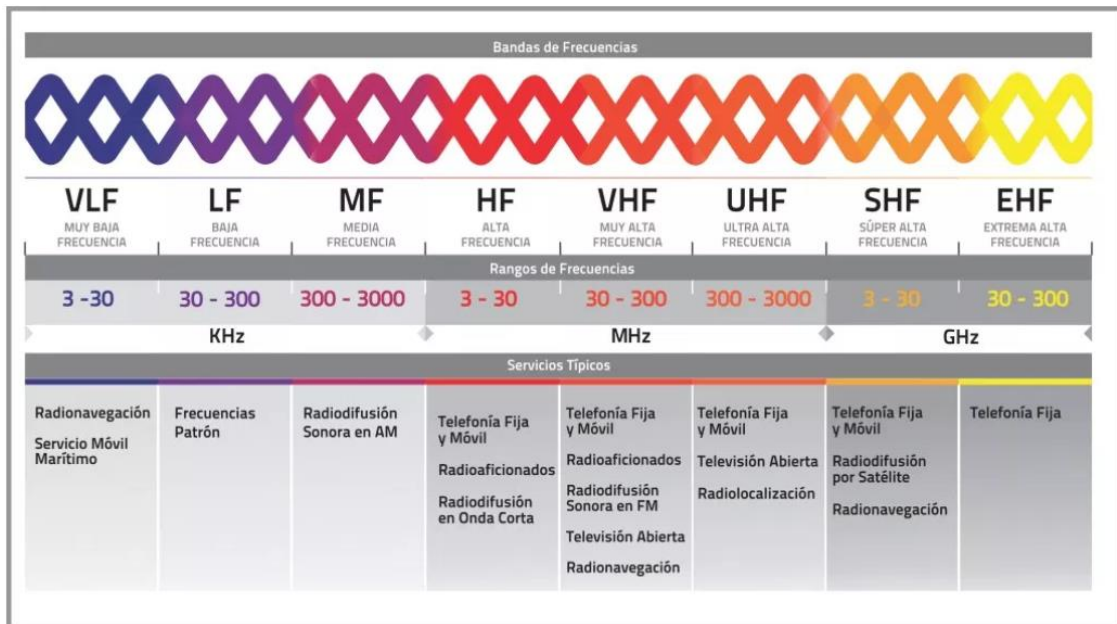 Bandas de Frecuencias
VLF
MUY BAJA
FRECUENCIA
LF
BAJA
FRECUENCIA
MF
MEDIA
FRECUENCIA
HF
ALTA
FRECUENCIA
VHF
MUY ALTA
FRECUENCIA
UHF
ULTRA ALTA
FRECUENCIA
SHF
SÚPER ALTA
FRECUENCIA
EHF
EXTREMA ALTA
FRECUENCIA
Rangos de Frecuencias
3 -30
30 - 300
300 - 3000
3 - 30
30 - 300
300 - 3000
3 - 30
30 - 300
KHz
MHz
GHz
Servicios Típicos
Radionavegación
Servicio Móvil
Marítimo
Frecuencias
Patrón
Radiodifusión
Sonora en AM
Telefonía Fija
y Móvil
Radioaficionados
Radiodifusión
en Onda Corta
Telefonía Fija
y Móvil
Radioaficionados
Radiodifusión
Sonora en FM
Televisión Abierta
Radionavegación
Telefonía Fija
y Móvil
Televisión Abierta
Radiolocalización
Telefonía Fija
y Móvil
Radiodifusión
por Satélite
Radionavegación
Telefonía Fija